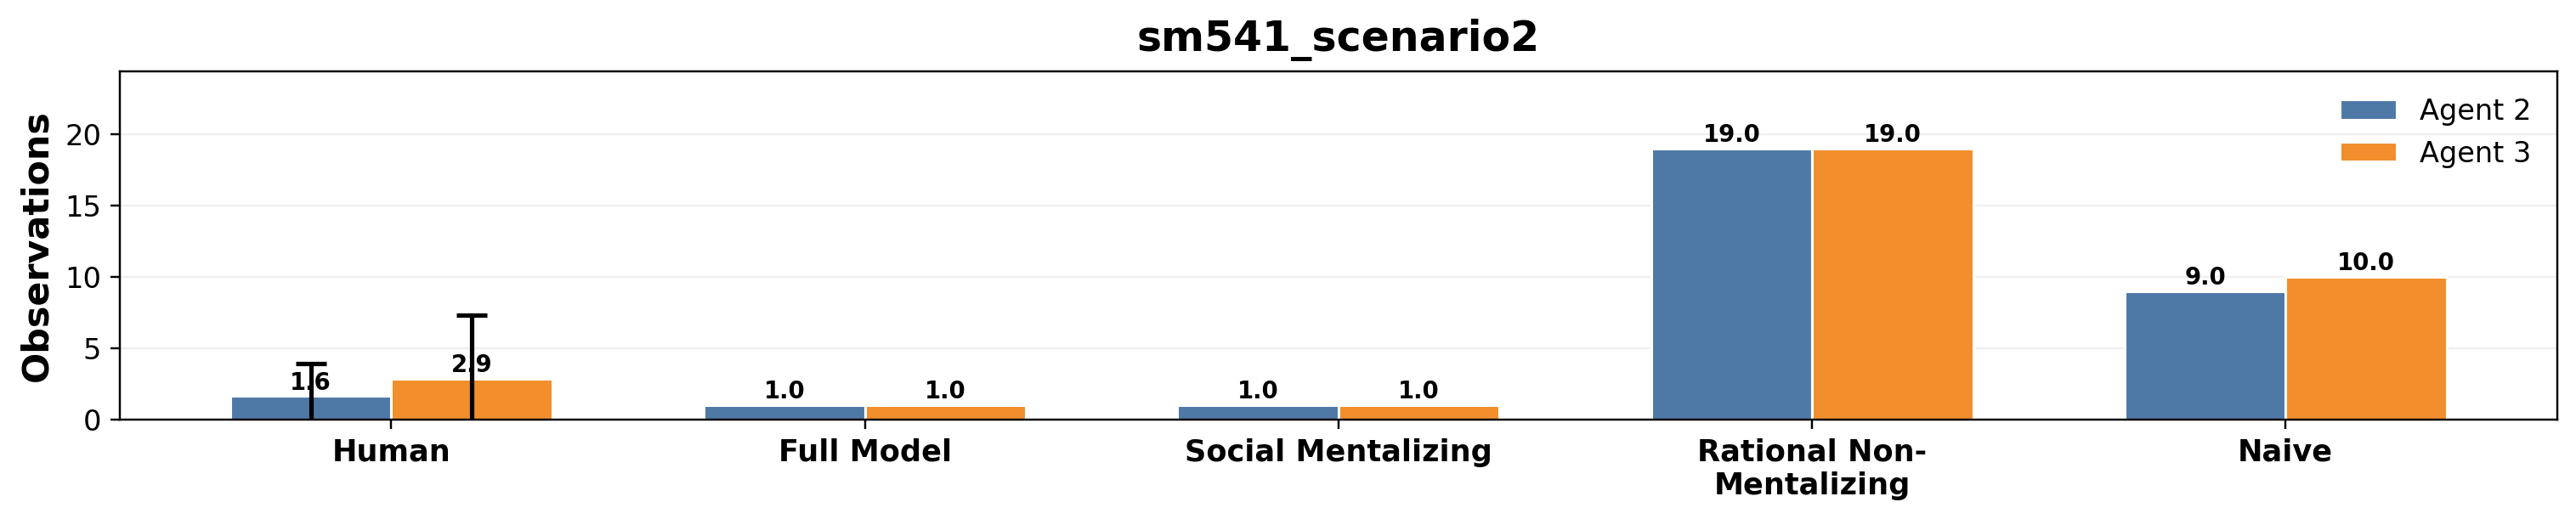 sm541_scenario2
Observations
20
15
10
5
0
Agent 2
Agent 3
1.6
2.9
1.0
1.0
1.0
1.0
19.0
19.0
9.0
10.0
Human
Full Model
Social Mentalizing
Rational Non-
Mentalizing
Naive